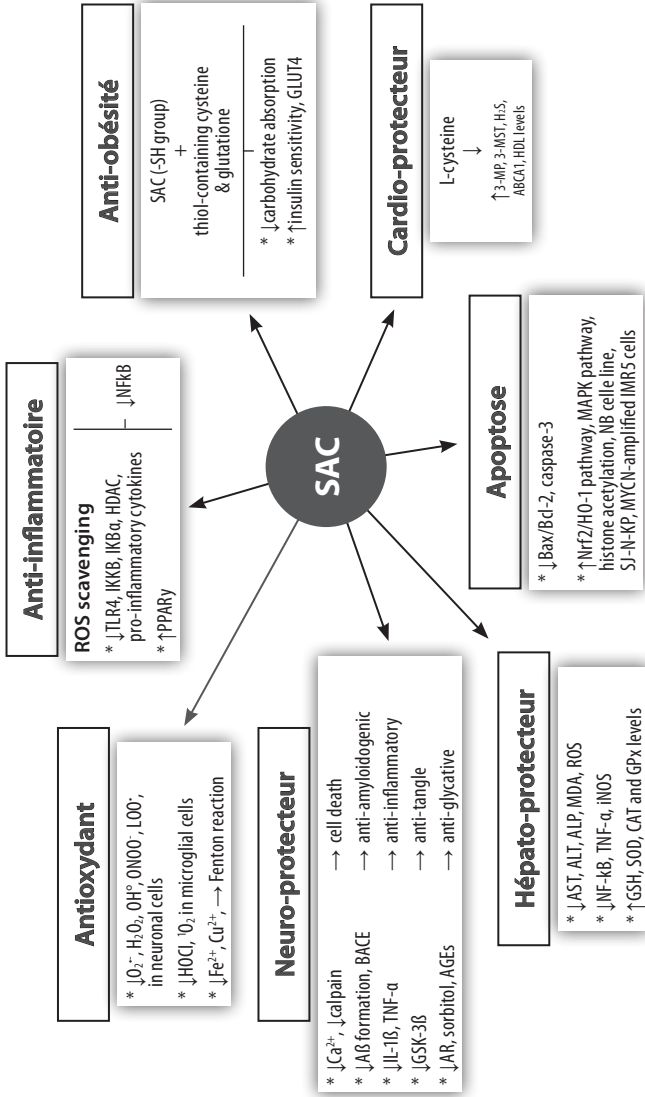 Antioxydant
* ↓O₂·⁻, H₂O₂, OH°, ONOO⁻, LOO·,
in neuronal cells
* ↓HOCl, ¹O₂ in microglial cells
* ↓Fe²⁺, Cu²⁺, → Fenton reaction
Anti-inflammatoire
ROS scavenging
* ↓TLR4, IKKB, IKBα, HDAC,
pro-inflammatory cytokines
* ↑PPARγ
↓NFkB
Anti-obésité
SAC (-SH group)
+
thiol-containing cysteine
& glutatione
* ↓carbohydrate absorption
* ↑insulin sensitivity, GLUT4
SAC
Neuro-protecteur
* ↓Ca²⁺, ↓calpain → cell death
* ↓Aß formation, BACE → anti-amyloidogenic
* ↓IL-1ß, TNF-α → anti-inflammatory
* ↓GSK-3ß → anti-tangle
* ↓AR, sorbitol, AGEs → anti-glycative
Hépato-protecteur
* ↓AST, ALT, ALP, MDA, ROS
* ↓NF-kB, TNF-α, iNOS
* ↑GSH, SOD, CAT and GPx levels
Apoptose
* ↓Bax/Bcl-2, caspase-3
* ↑Nrf2/HO-1 pathway, MAPK pathway,
histone acetylation, NB celle line,
SJ-N-KP, MYCN-amplified IMR5 cells
Cardio-protecteur
L-cysteine
↓
↑3-MP, 3-MST, H₂S,
ABCA1, HDL levels